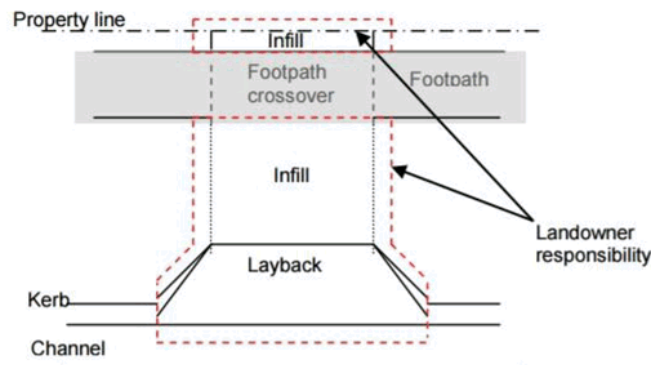 Property line
Infill
Footpath
crossover
Footpath
Infill
Landowner
responsibility
Layback
Kerb
Channel